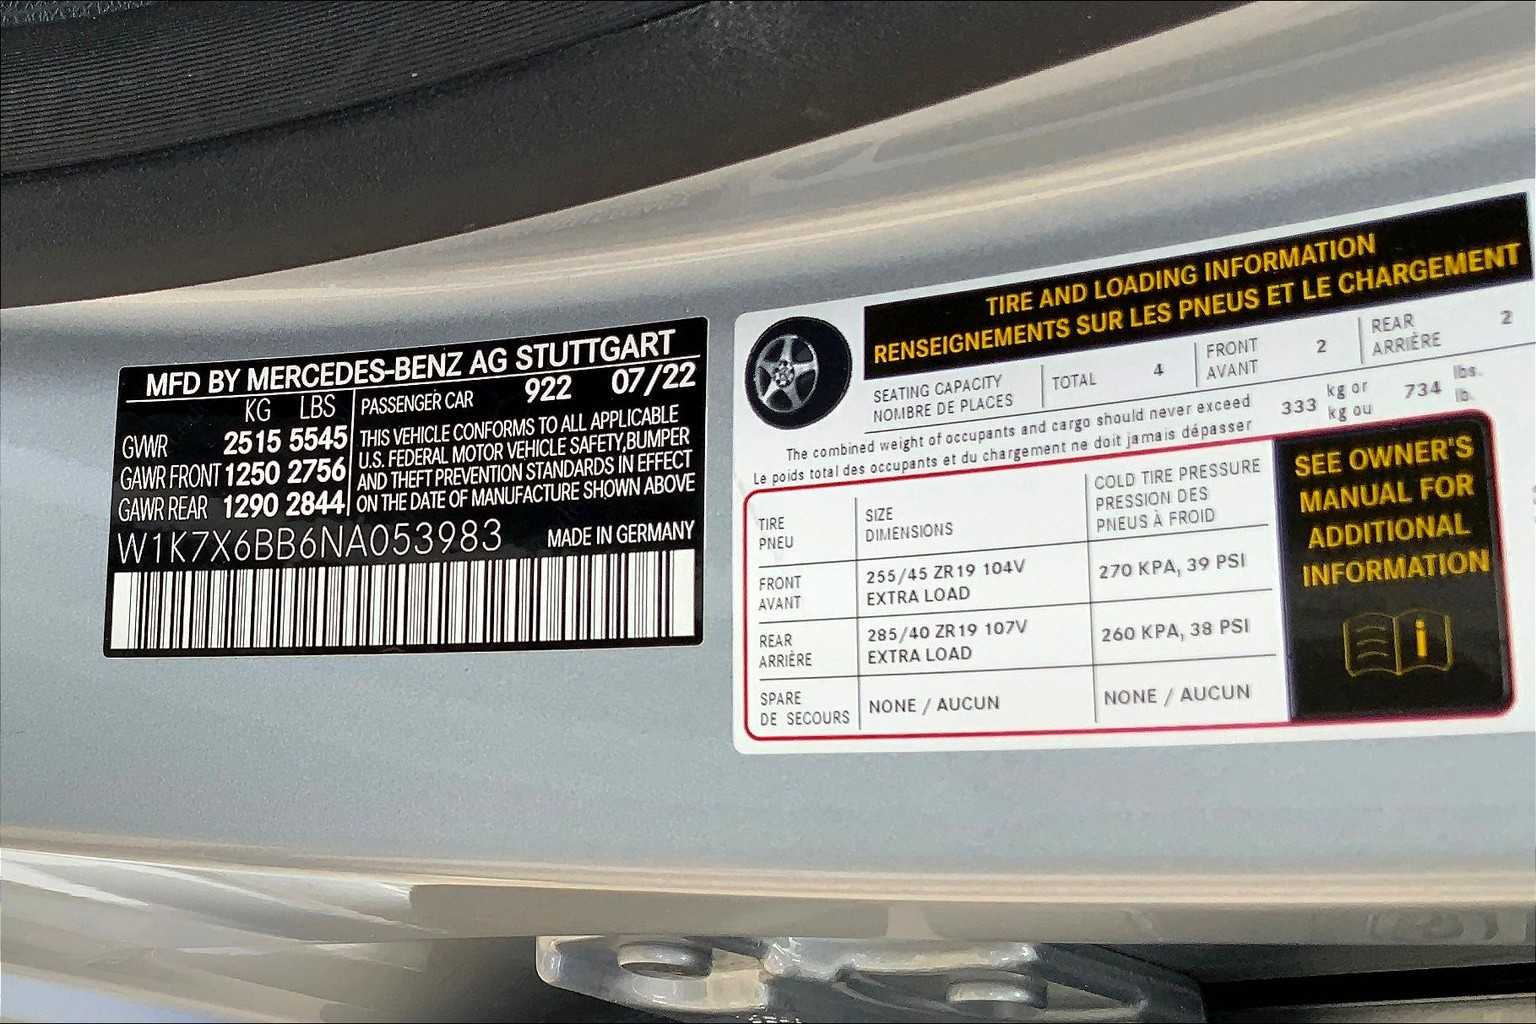 MFD BY MERCEDES-BENZ AG STUTTGART
KG LBS
GVWR 2515 5545
GAWR FRONT 1250 2756
GAWR REAR 1290 2844
PASSENGER CAR 922 07/22
THIS VEHICLE CONFORMS TO ALL APPLICABLE
U.S. FEDERAL MOTOR VEHICLE SAFETY, BUMPER
AND THEFT PREVENTION STANDARDS IN EFFECT
ON THE DATE OF MANUFACTURE SHOWN ABOVE
W1K7X6BB6NA053983 MADE IN GERMANY
TIRE AND LOADING INFORMATION
RENSEIGNEMENTS SUR LES PNEUS ET LE CHARGEMENT
SEATING CAPACITY
NOMBRE DE PLACES
TOTAL 4
FRONT
AVANT
2
REAR
ARRIÈRE
2
The combined weight of occupants and cargo should never exceed
Le poids total des occupants et du chargement ne doit jamais dépasser
333 kg or
kg ou
734 lbs.
lb.
TIRE
PNEU
SIZE
DIMENSIONS
COLD TIRE PRESSURE
PRESSION DES
PNEUS À FROID
FRONT
AVANT
255/45 ZR19 104V
EXTRA LOAD
270 KPA, 39 PSI
REAR
ARRIÈRE
285/40 ZR19 107V
EXTRA LOAD
260 KPA, 38 PSI
SPARE
DE SECOURS
NONE / AUCUN
NONE / AUCUN
SEE OWNER'S
MANUAL FOR
ADDITIONAL
INFORMATION
i